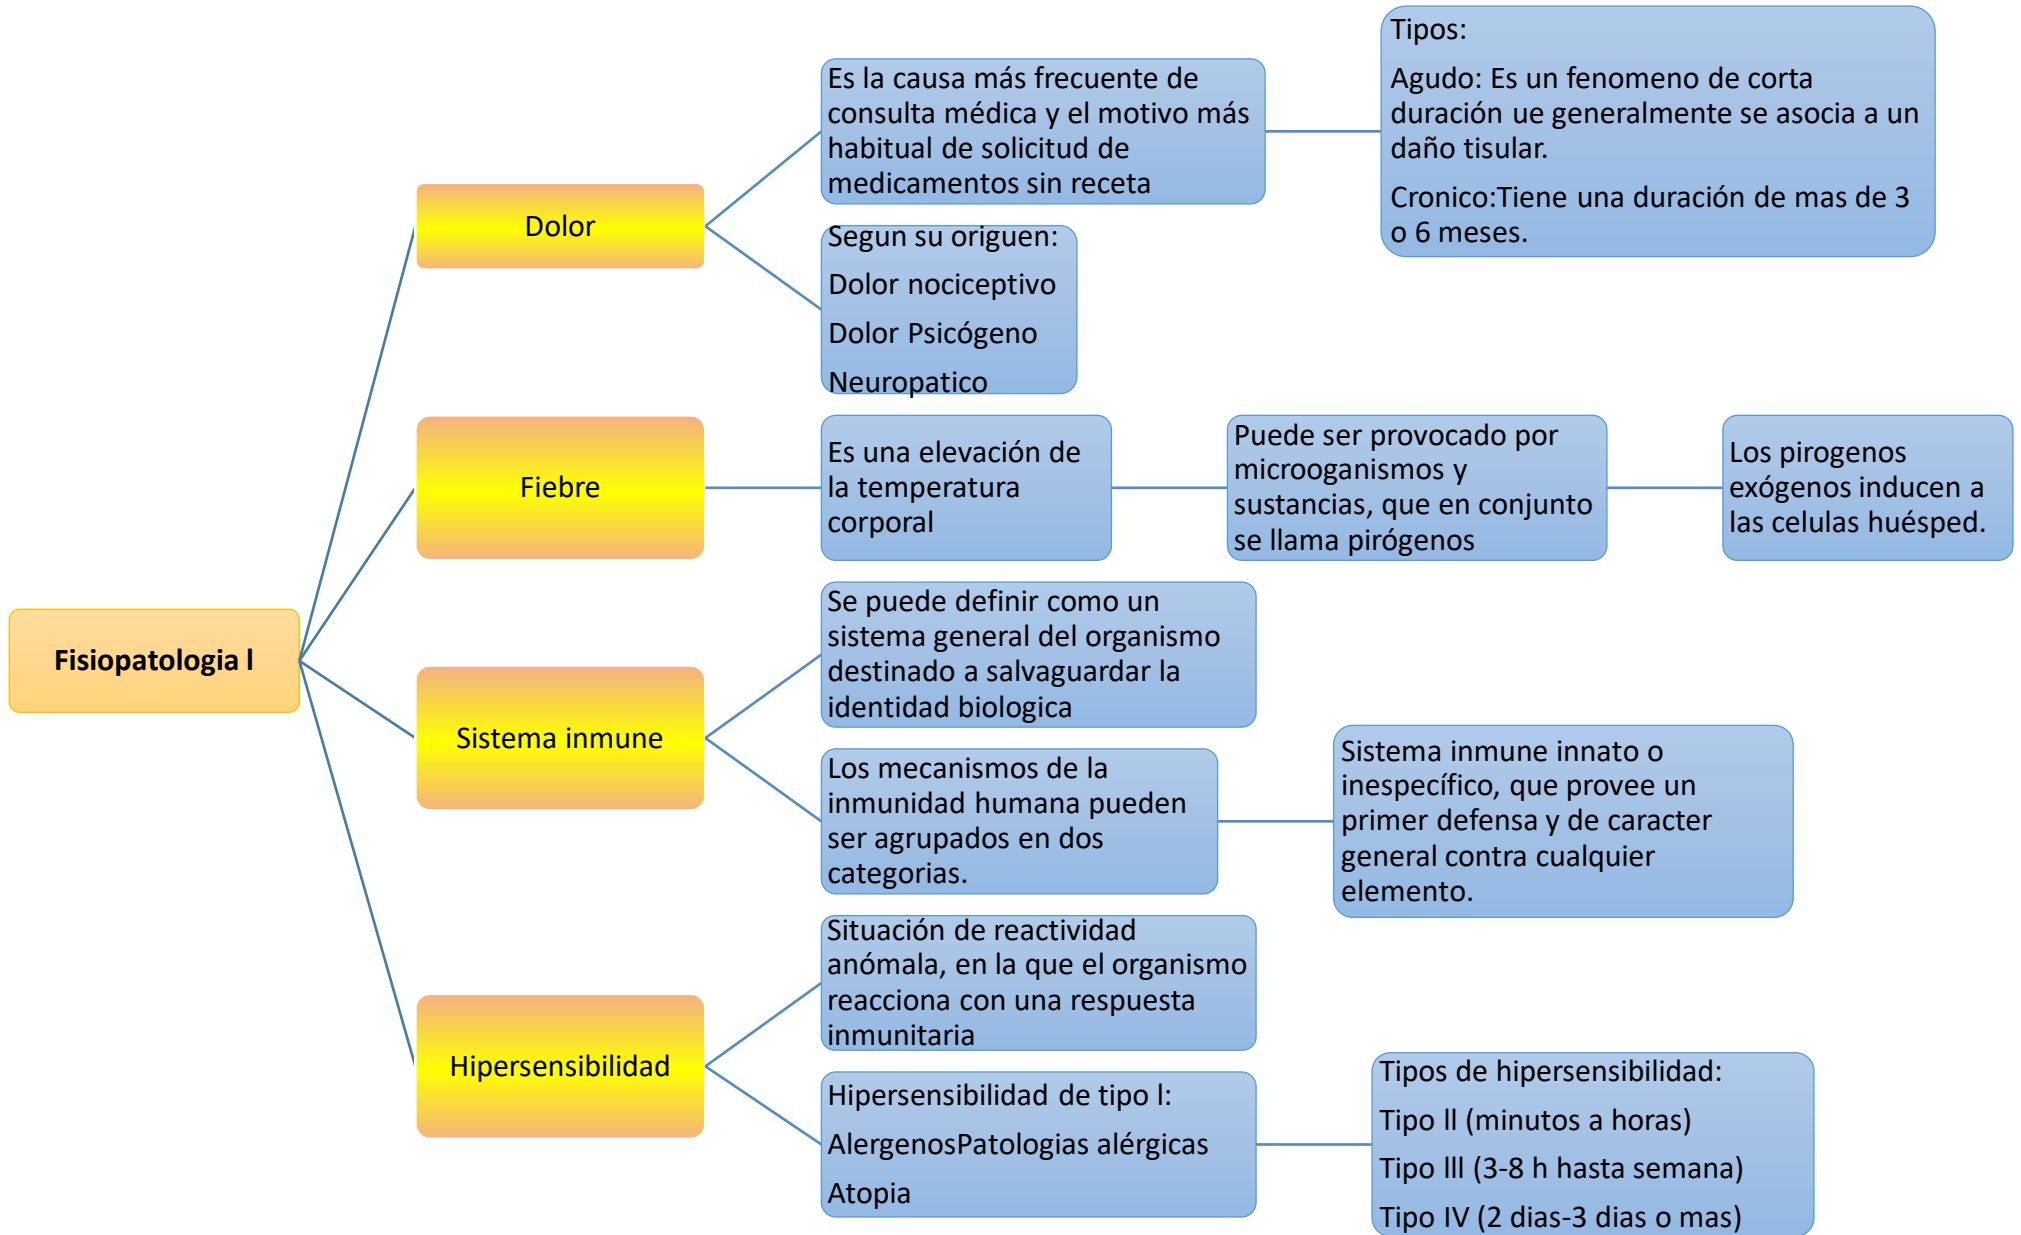 Fisiopatologia l
Dolor
Es la causa más frecuente de
consulta médica y el motivo más
habitual de solicitud de
medicamentos sin receta
Tipos:
Agudo: Es un fenomeno de corta
duración ue generalmente se asocia a un
daño tisular.
Cronico:Tiene una duración de mas de 3
o 6 meses.
Segun su origuen:
Dolor nociceptivo
Dolor Psicógeno
Neuropatico
Fiebre
Es una elevación de
la temperatura
corporal
Puede ser provocado por
microoganismos y
sustancias, que en conjunto
se llama pirógenos
Los pirogenos
exógenos inducen a
las celulas huésped.
Sistema inmune
Se puede definir como un
sistema general del organismo
destinado a salvaguardar la
identidad biologica
Los mecanismos de la
inmunidad humana pueden
ser agrupados en dos
categorias.
Sistema inmune innato o
inespecífico, que provee un
primer defensa y de caracter
general contra cualquier
elemento.
Hipersensibilidad
Situación de reactividad
anómala, en la que el organismo
reacciona con una respuesta
inmunitaria
Hipersensibilidad de tipo l:
AlergenosPatologias alérgicas
Atopia
Tipos de hipersensibilidad:
Tipo ll (minutos a horas)
Tipo lll (3-8 h hasta semana)
Tipo IV (2 dias-3 dias o mas)